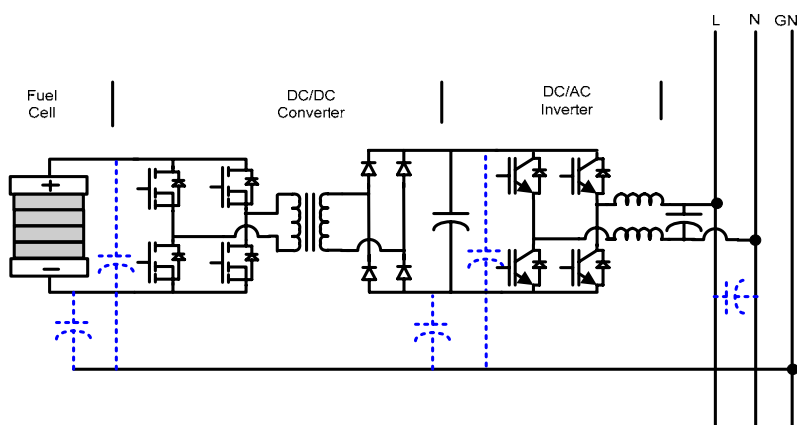 L N GN
Fuel
Cell
DC/DC
Converter
DC/AC
Inverter
+
−